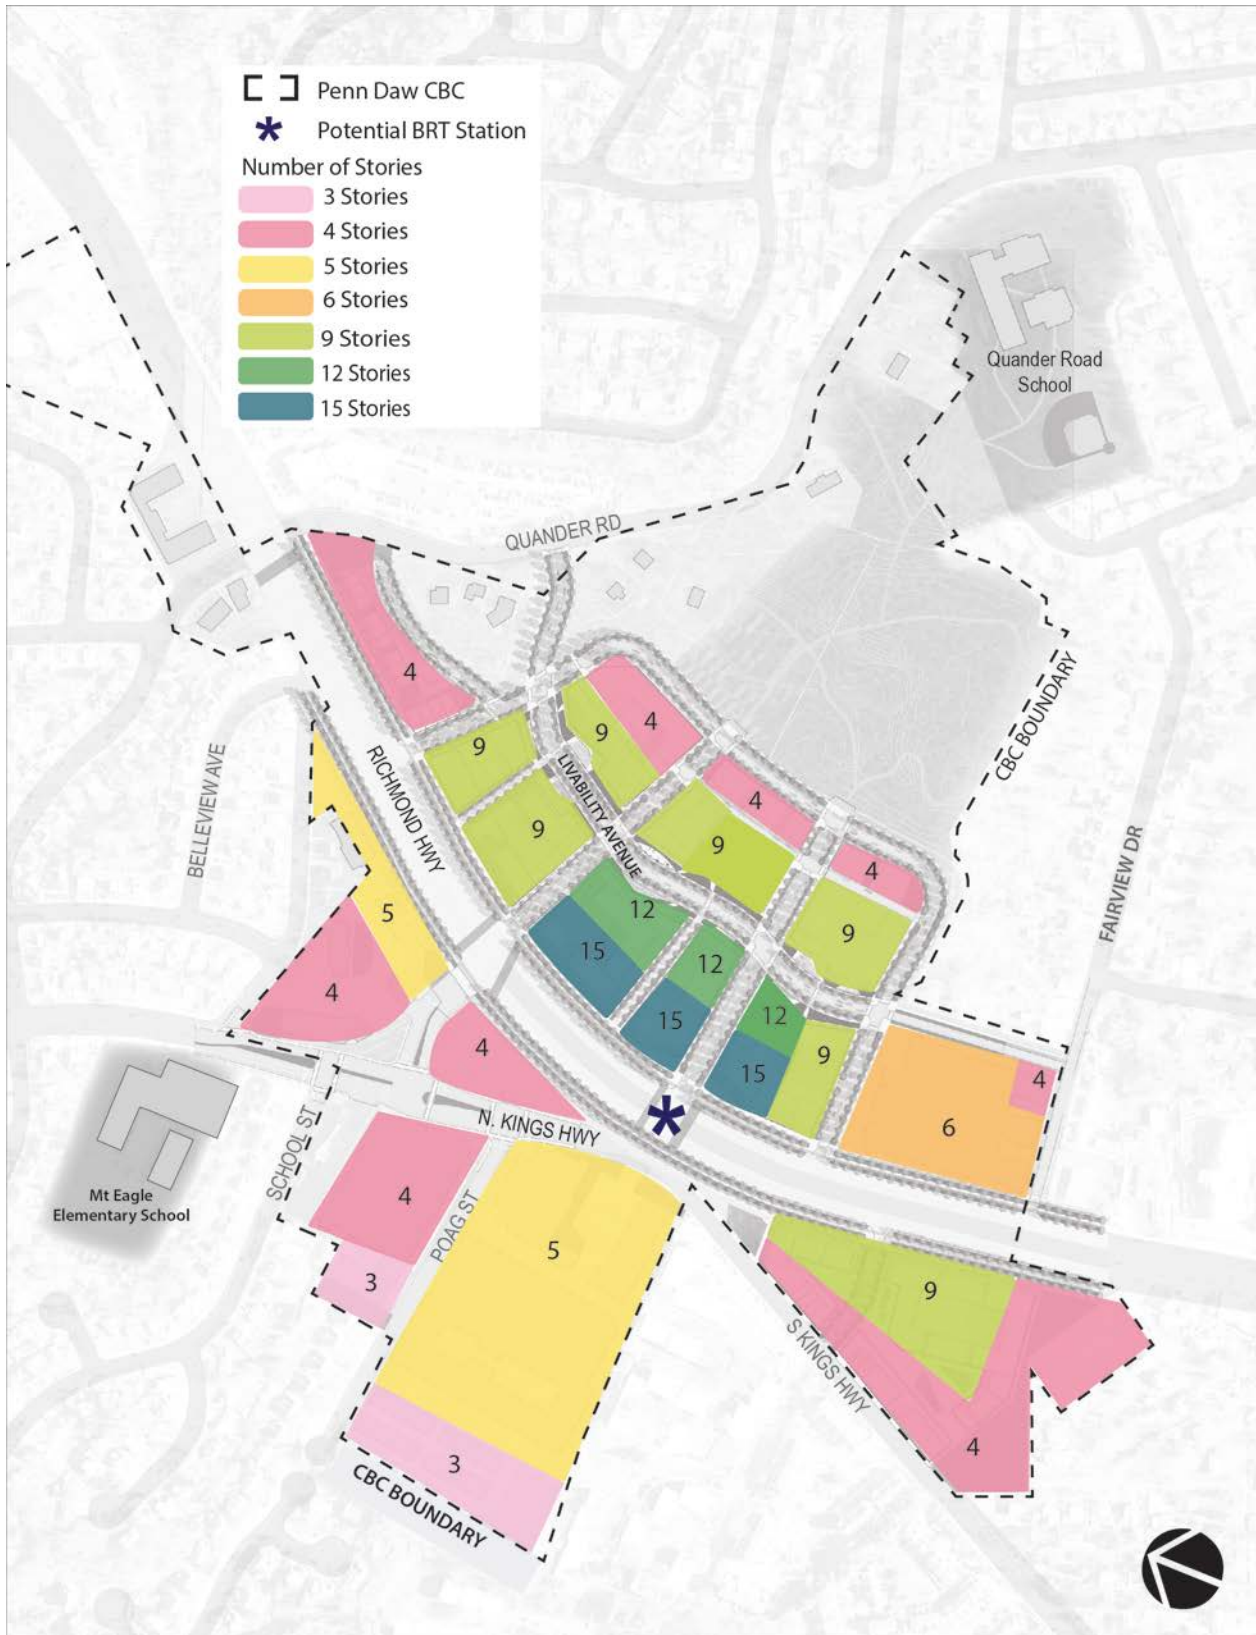 Penn Daw CBC
Potential BRT Station
Number of Stories
3 Stories
4 Stories
5 Stories
6 Stories
9 Stories
12 Stories
15 Stories
Quander Road
School
QUANDER RD
CBC BOUNDARY
4
4
9
9
LIVABILITY AVENUE
RICHMOND HWY
BELLEVIEW AVE
4
9
9
4
FAIRVIEW DR
5
12
9
15
12
4
15
12
9
4
15
4
6
N. KINGS HWY
SCHOOL ST
Mt Eagle
Elementary School
4
POAG ST
5
3
9
S KINGS HWY
4
3
CBC BOUNDARY